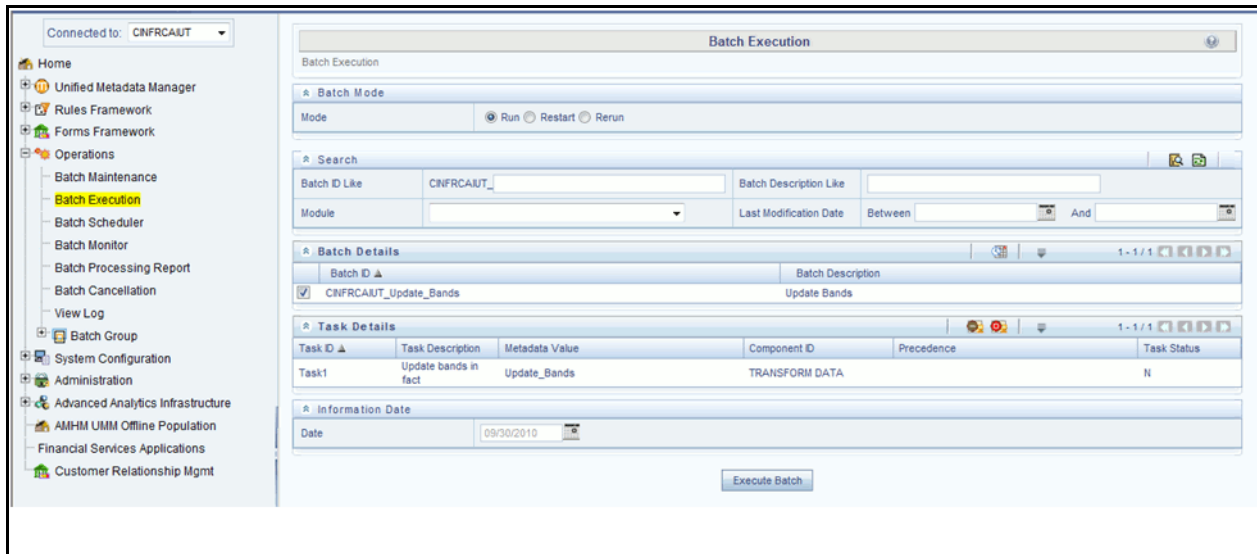 Connected to: CINFRCAIUT
Home
Unified Metadata Manager
Rules Framework
Forms Framework
Operations
Batch Maintenance
Batch Execution
Batch Scheduler
Batch Monitor
Batch Processing Report
Batch Cancellation
View Log
Batch Group
System Configuration
Administration
Advanced Analytics Infrastructure
AMHM UMM Offline Population
Financial Services Applications
Customer Relationship Mgmt
Batch Execution
Batch Execution
Batch Mode
Mode Run Restart Rerun
Search
Batch ID Like CINFRCAIUT_ Batch Description Like
Module Last Modification Date Between And
Batch Details 1 - 1 / 1
Batch ID Batch Description
CINFRCAIUT_Update_Bands Update Bands
Task Details 1 - 1 / 1
Task ID Task Description Metadata Value Component ID Precedence Task Status
Task1 Update bands in fact Update_Bands TRANSFORM DATA N
Information Date
Date 09/30/2010
Execute Batch